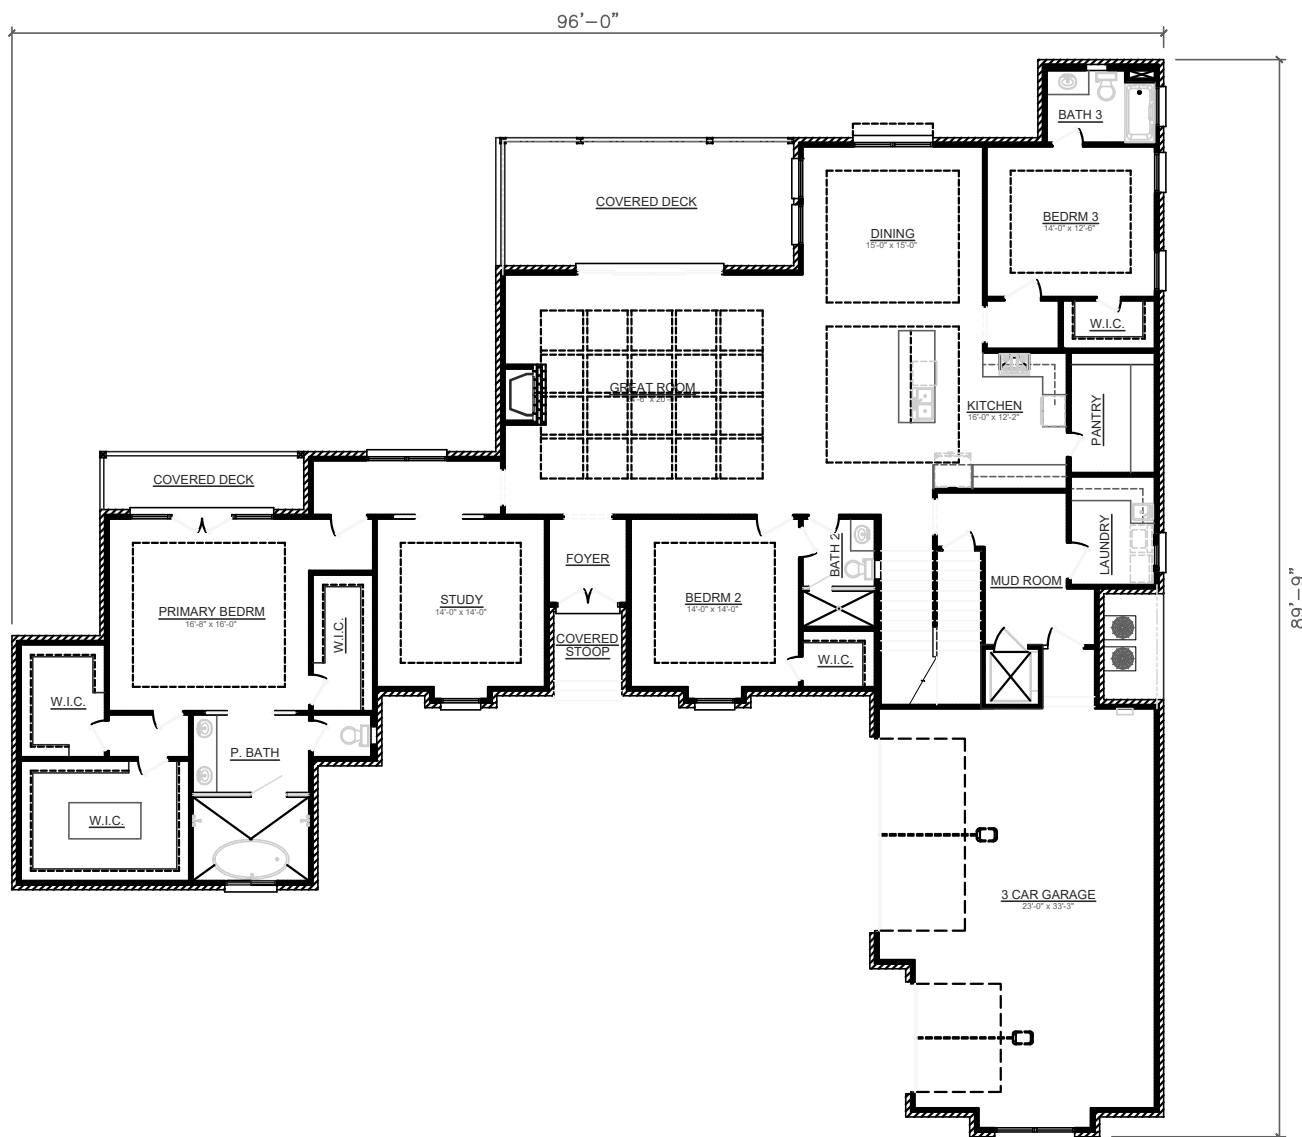 96'-0"
BATH 3
COVERED DECK
BEDRM 3
14'-0" x 12'-6"
DINING
15'-0" x 15'-0"
W.I.C.
GREAT ROOM
KITCHEN
16'-0" x 12'-2"
PANTRY
COVERED DECK
LAUNDRY
BATH 2
FOYER
MUD ROOM
89'-9"
STUDY
14'-0" x 14'-0"
BEDRM 2
14'-0" x 14'-0"
PRIMARY BEDRM
16'-8" x 16'-0"
W.I.C.
COVERED
STOOP
W.I.C.
W.I.C.
P. BATH
W.I.C.
3 CAR GARAGE
23'-0" x 33'-3"